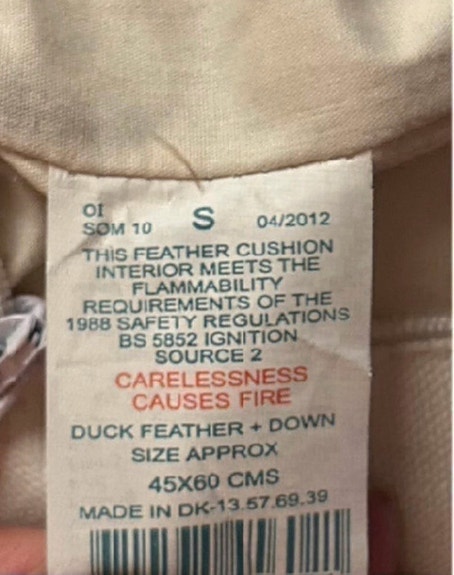 OI
SOM 10 S 04/2012
THIS FEATHER CUSHION
INTERIOR MEETS THE
FLAMMABILITY
REQUIREMENTS OF THE
1988 SAFETY REGULATIONS
BS 5852 IGNITION
SOURCE 2
CARELESSNESS
CAUSES FIRE
DUCK FEATHER + DOWN
SIZE APPROX
45X60 CMS
MADE IN DK-13.57.69.39